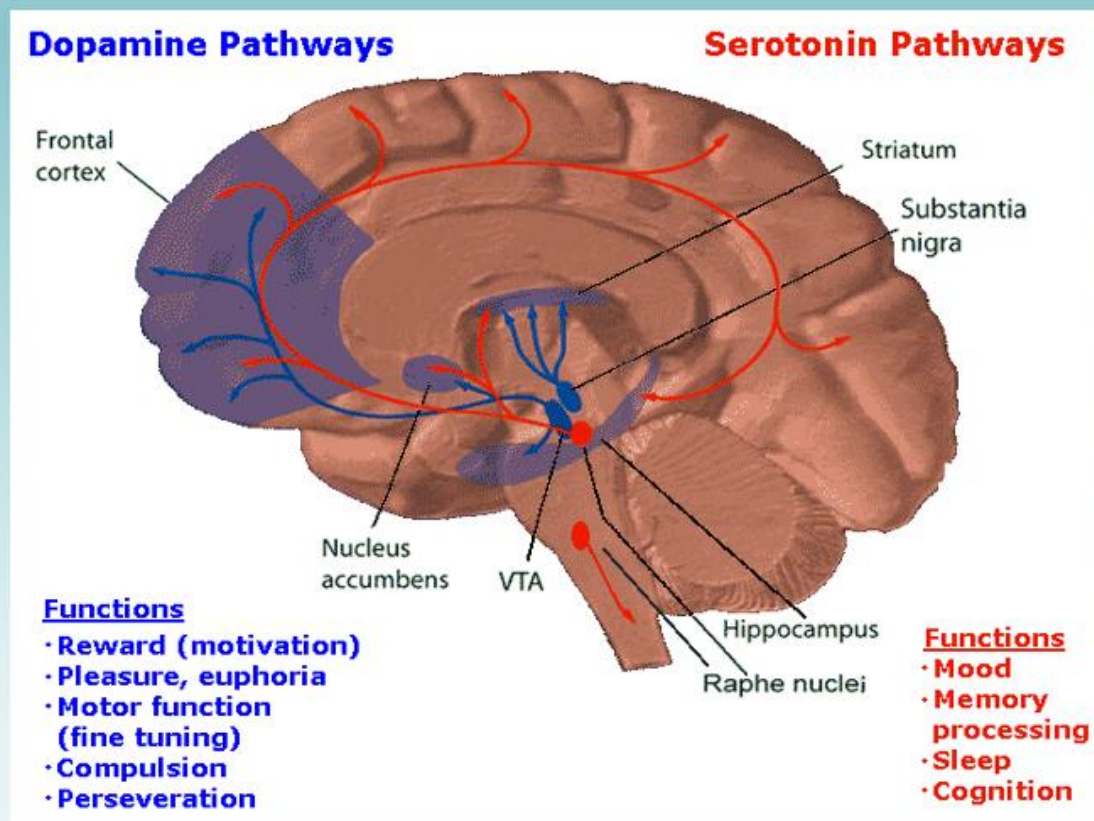 Dopamine Pathways
Serotonin Pathways
Frontal
cortex
Striatum
Substantia
nigra
Nucleus
accumbens
VTA
Hippocampus
Raphe nuclei
Functions
· Reward (motivation)
· Pleasure, euphoria
· Motor function
(fine tuning)
· Compulsion
· Perseveration
Functions
· Mood
· Memory
processing
· Sleep
· Cognition